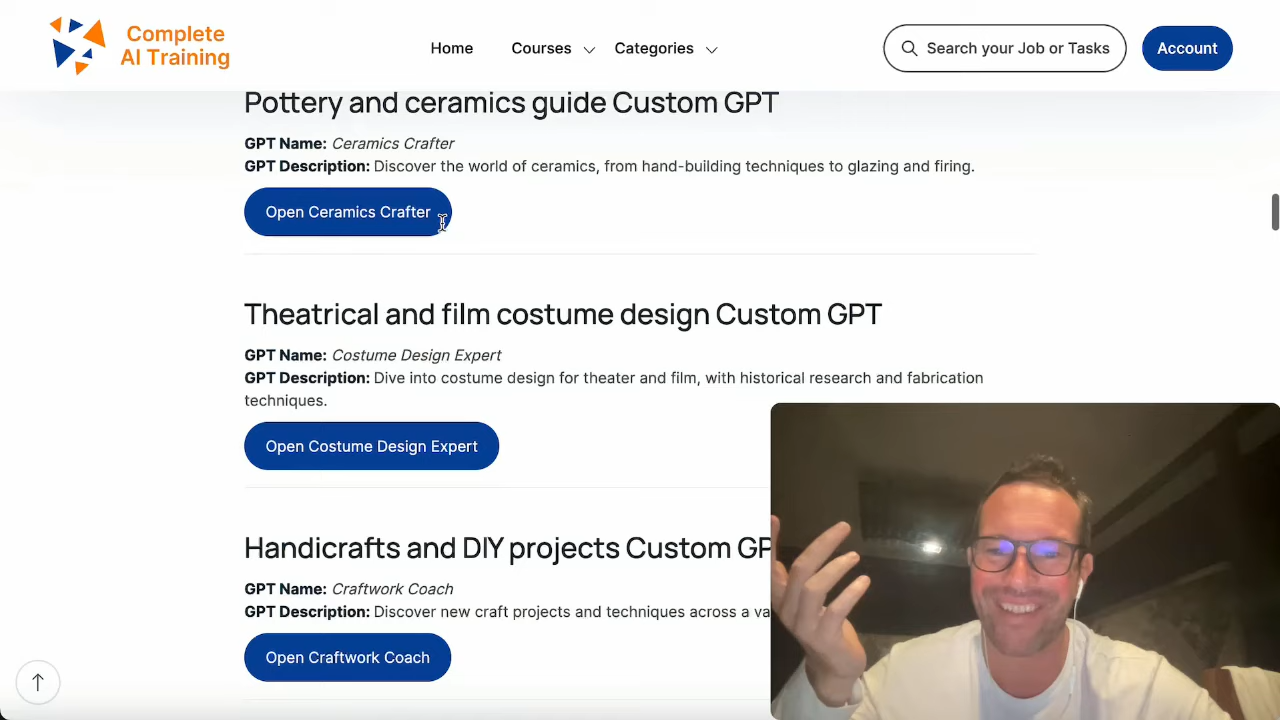 Complete
AI Training
Home
Courses
Categories
Search your Job or Tasks
Account
Pottery and ceramics guide Custom GPT
GPT Name: Ceramics Crafter
GPT Description: Discover the world of ceramics, from hand-building techniques to glazing and firing.
Open Ceramics Crafter
Theatrical and film costume design Custom GPT
GPT Name: Costume Design Expert
GPT Description: Dive into costume design for theater and film, with historical research and fabrication
techniques.
Open Costume Design Expert
Handicrafts and DIY projects Custom GP
GPT Name: Craftwork Coach
GPT Description: Discover new craft projects and techniques across a va
Open Craftwork Coach